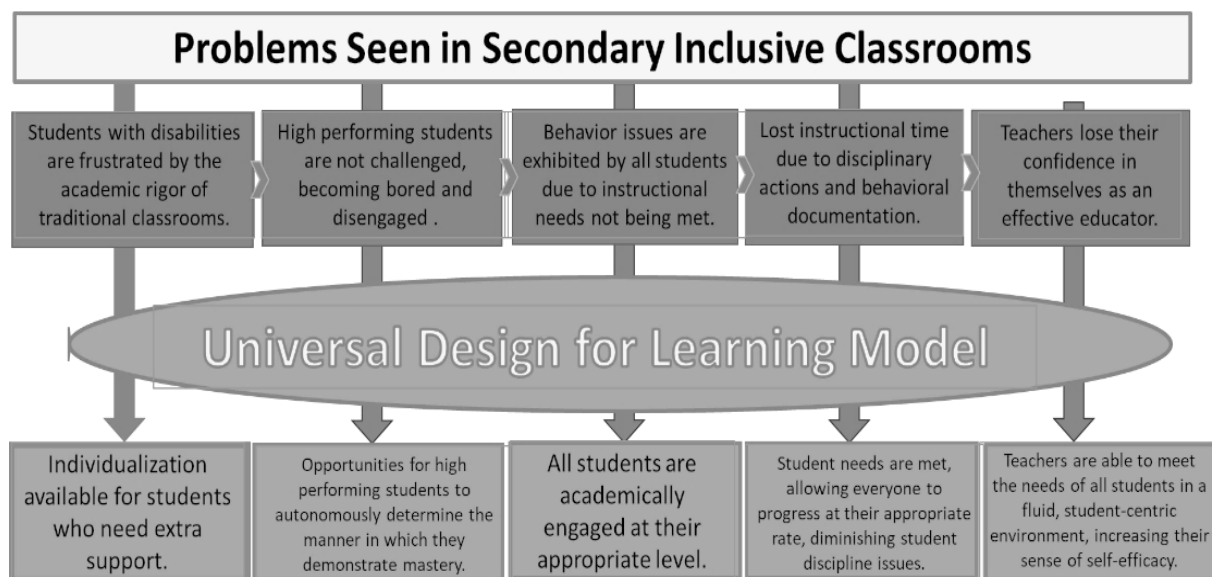 Problems Seen in Secondary Inclusive Classrooms
Students with disabilities
are frustrated by the
academic rigor of
traditional classrooms.
High performing students
are not challenged,
becoming bored and
disengaged .
Behavior issues are
exhibited by all students
due to instructional
needs not being met.
Lost instructional time
due to disciplinary
actions and behavioral
documentation.
Teachers lose their
confidence in
themselves as an
effective educator.
Universal Design for Learning Model
Individualization
available for students
who need extra
support.
Opportunities for high
performing students to
autonomously determine the
manner in which they
demonstrate mastery.
All students are
academically
engaged at their
appropriate level.
Student needs are met,
allowing everyone to
progress at their appropriate
rate, diminishing student
discipline issues.
Teachers are able to meet
the needs of all students in a
fluid, student-centric
environment, increasing their
sense of self-efficacy.